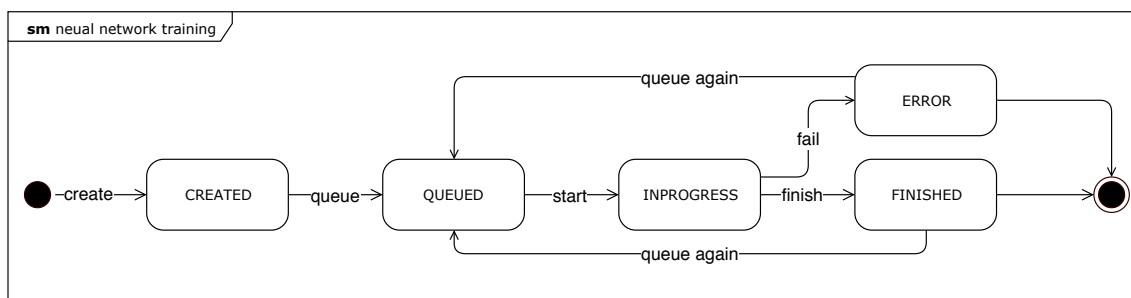 sm neual network training
queue again
ERROR
fail
create
CREATED
queue
QUEUED
start
INPROGRESS
finish
FINISHED
queue again